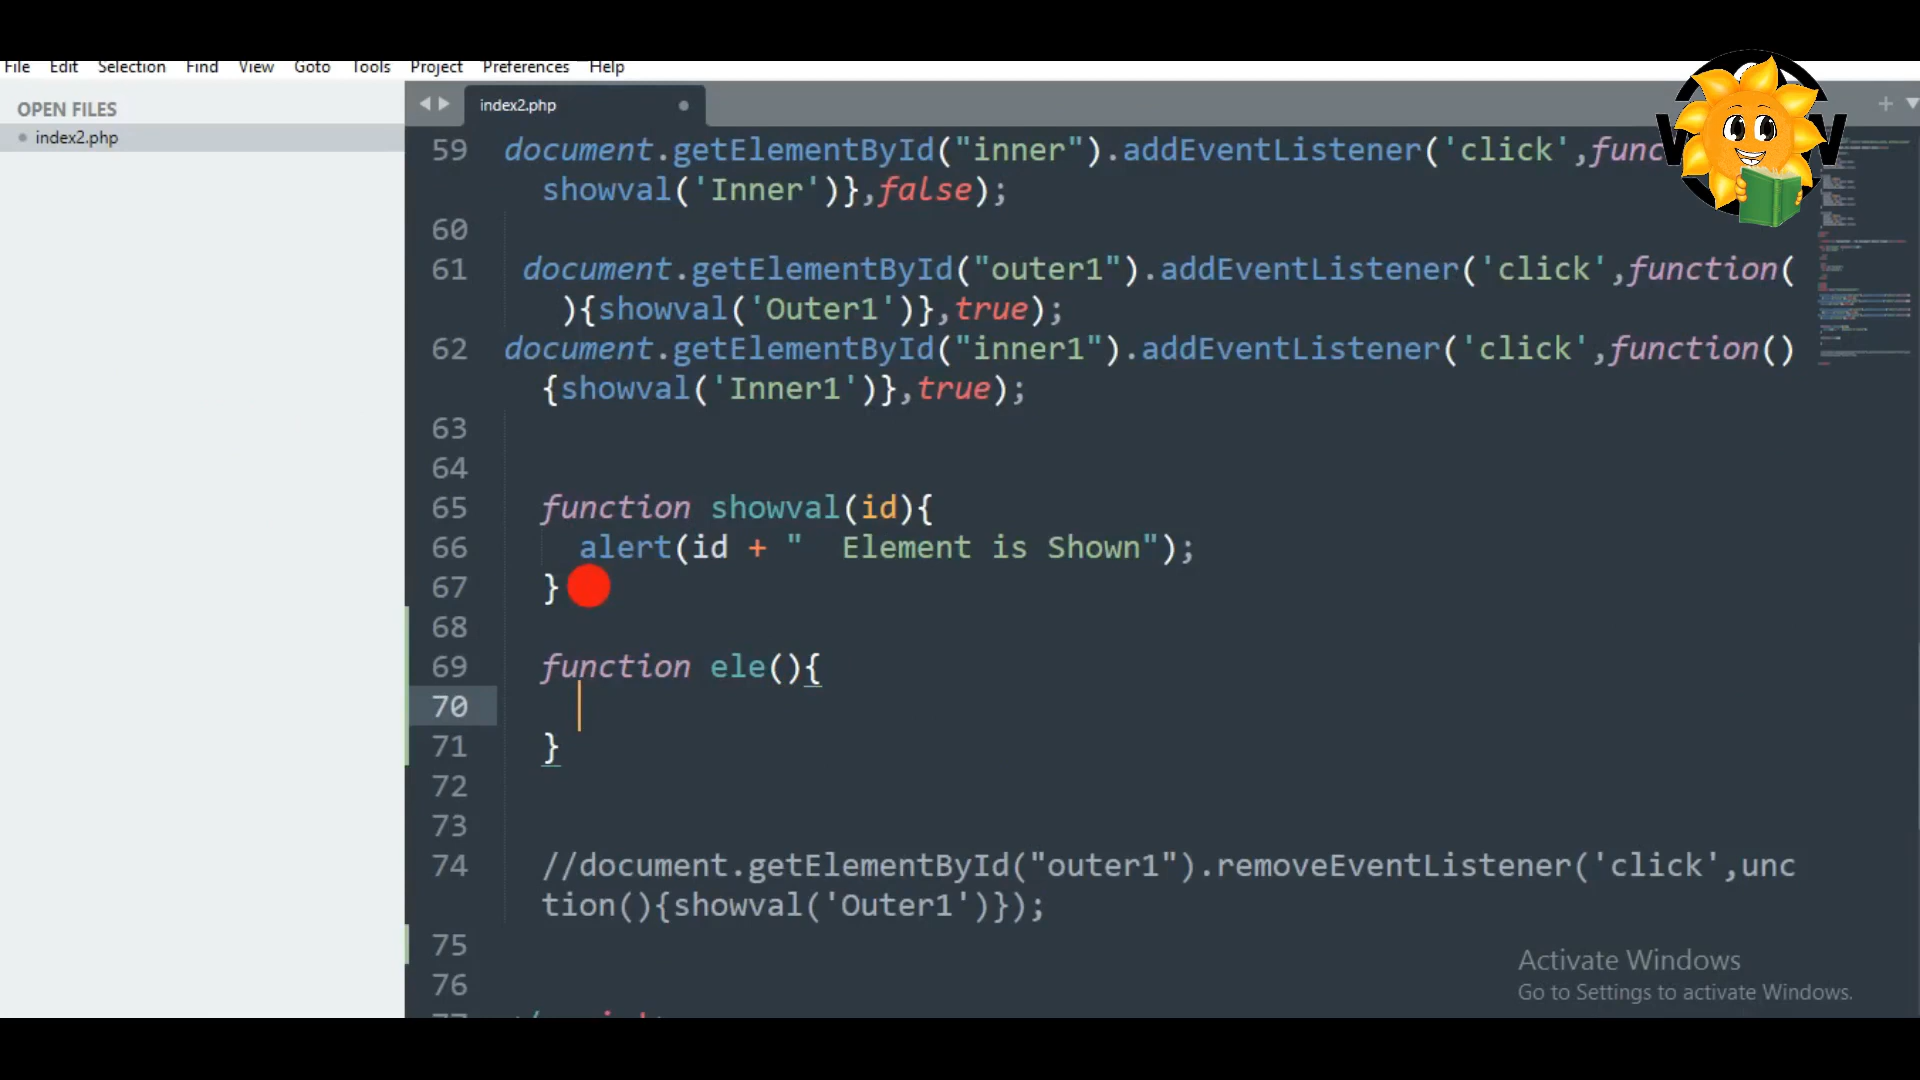 File Edit Selection Find View Goto Tools Project Preferences Help
OPEN FILES
index2.php
index2.php
59 document.getElementById("inner").addEventListener('click',func
showval('Inner')},false);
60
61 document.getElementById("outer1").addEventListener('click',function(
){showval('Outer1')},true);
62 document.getElementById("inner1").addEventListener('click',function()
{showval('Inner1')},true);
63
64
65 function showval(id){
66 alert(id + "  Element is Shown");
67 }
68
69 function ele(){
70
71 }
72
73
74 //document.getElementById("outer1").removeEventListener('click',unc
tion(){showval('Outer1')});
75
76
Activate Windows
Go to Settings to activate Windows.